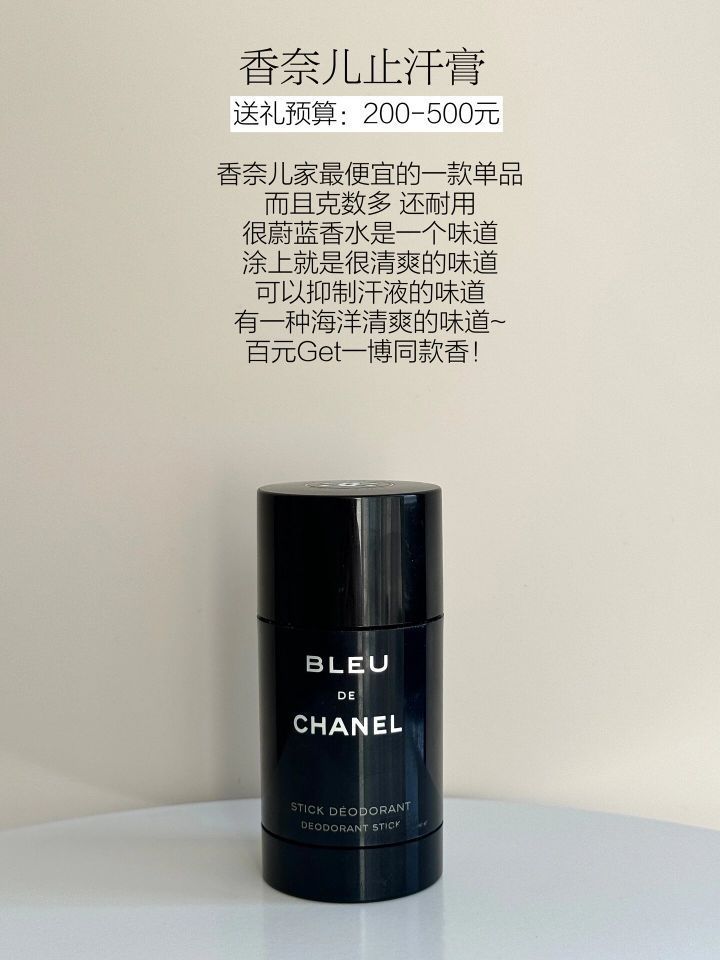 香奈儿止汗膏
送礼预算：200-500元
香奈儿家最便宜的一款单品
而且克数多 还耐用
很蔚蓝香水是一个味道
涂上就是很清爽的味道
可以抑制汗液的味道
有一种海洋清爽的味道~
百元Get一博同款香！
BLEU
DE
CHANEL
STICK DÉODORANT
DEODORANT STICK